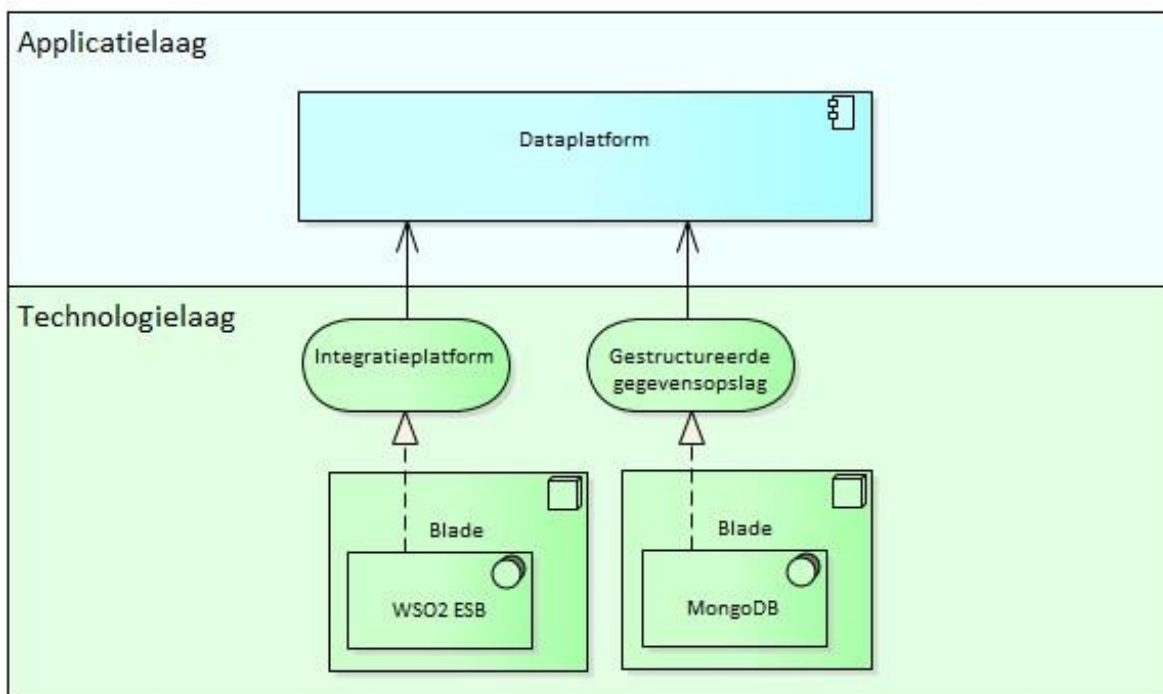 Applicatielaag
Dataplatform
Technologielaag
Integratieplatform
Gestructureerde
gegevensopslag
Blade
WSO2 ESB
Blade
MongoDB